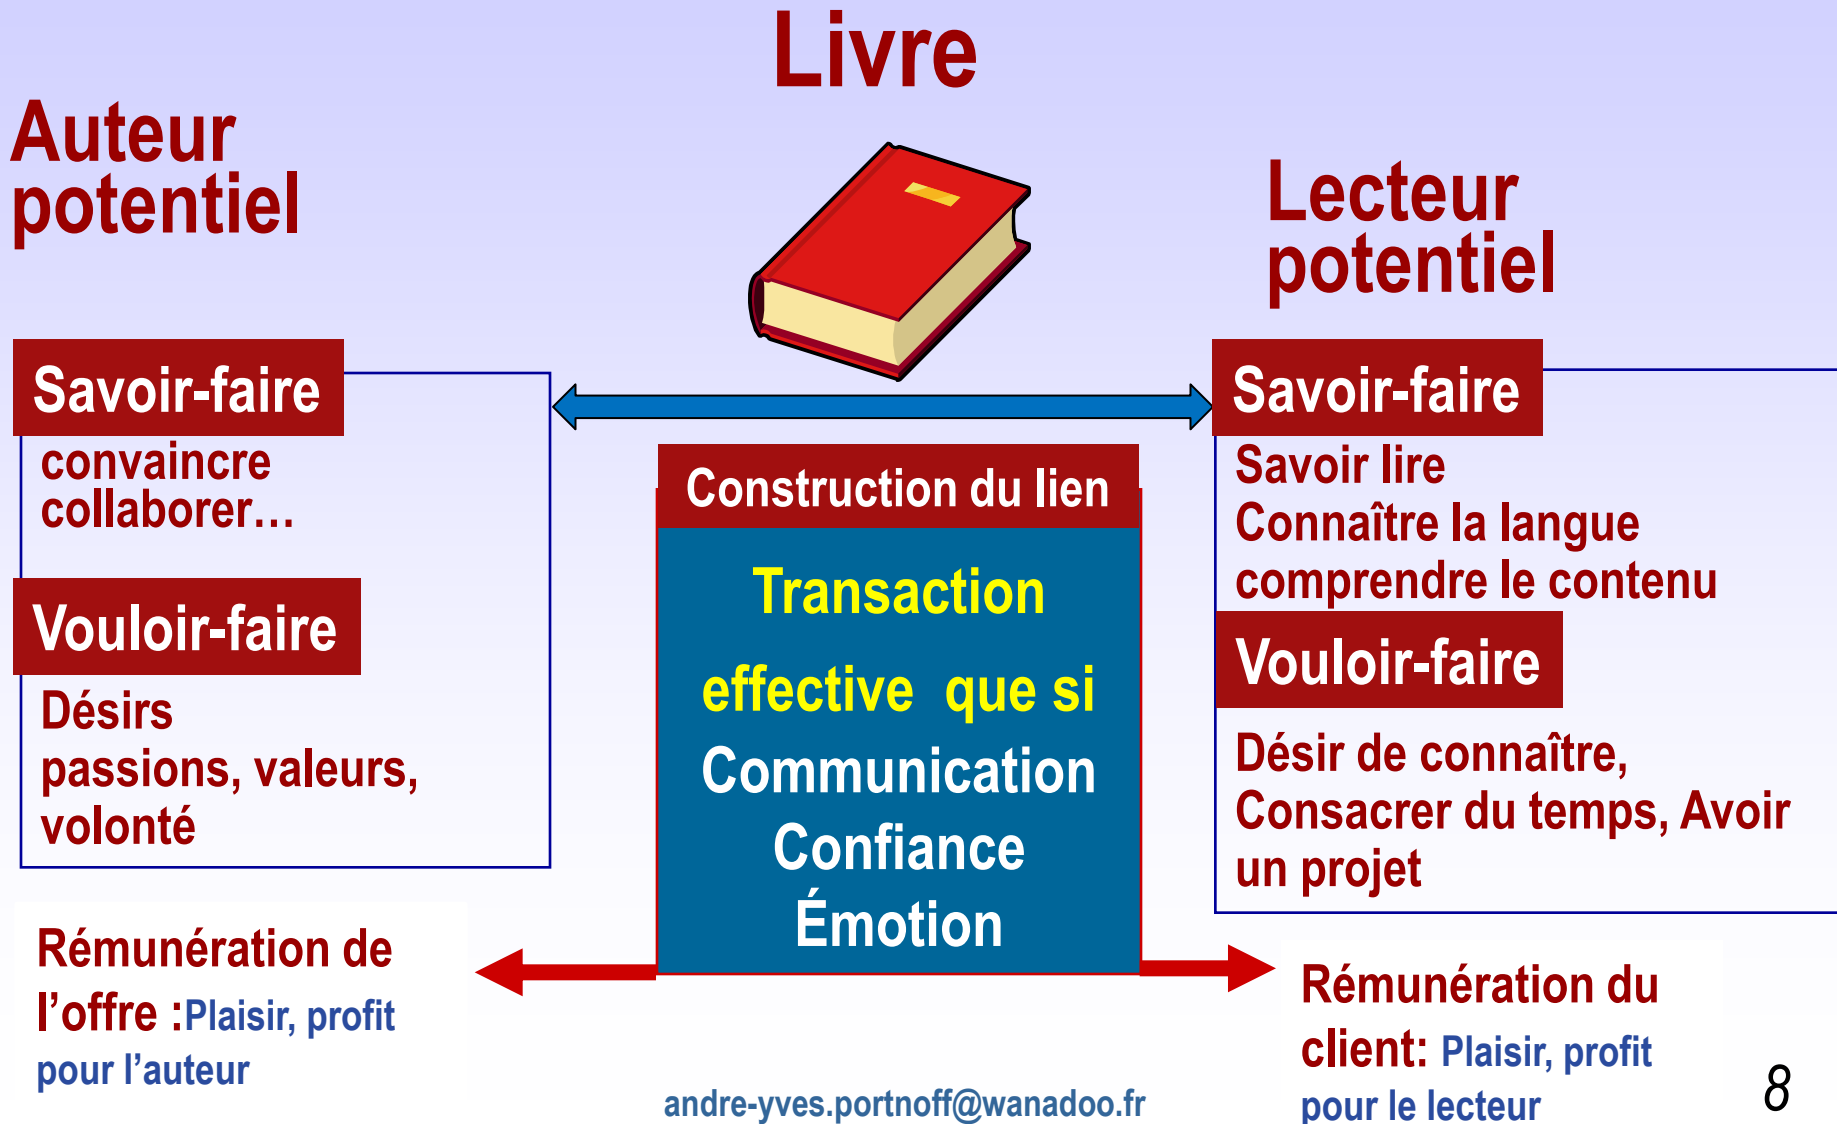 Livre
Auteur
potentiel
Lecteur
potentiel
Savoir-faire
convaincre
collaborer…
Vouloir-faire
Désirs
passions, valeurs,
volonté
Rémunération de
l’offre :Plaisir, profit
pour l’auteur
Construction du lien
Transaction
effective que si
Communication
Confiance
Émotion
Savoir-faire
Savoir lire
Connaître la langue
comprendre le contenu
Vouloir-faire
Désir de connaître,
Consacrer du temps, Avoir
un projet
Rémunération du
client: Plaisir, profit
pour le lecteur
andre-yves.portnoff@wanadoo.fr
8